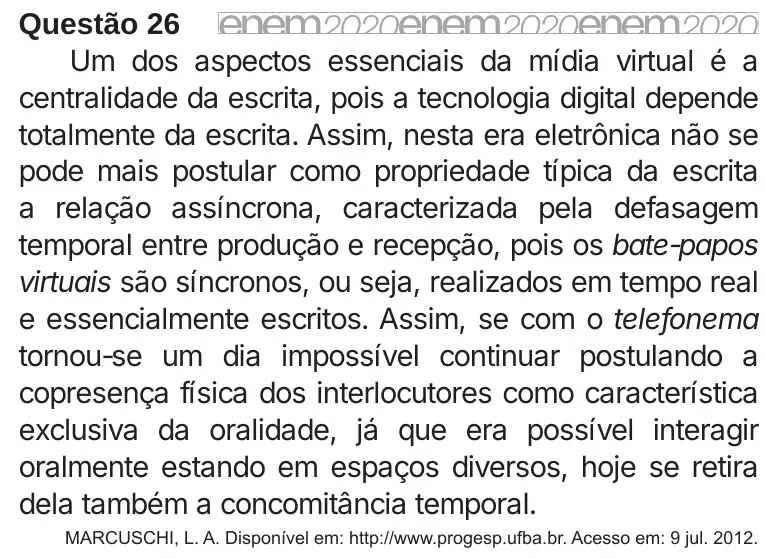 Questão 26 enem2020enem2020enem2020
Um dos aspectos essenciais da mídia virtual é a
centralidade da escrita, pois a tecnologia digital depende
totalmente da escrita. Assim, nesta era eletrônica não se
pode mais postular como propriedade típica da escrita
a relação assíncrona, caracterizada pela defasagem
temporal entre produção e recepção, pois os bate-papos
virtuais são síncronos, ou seja, realizados em tempo real
e essencialmente escritos. Assim, se com o telefonema
tornou-se um dia impossível continuar postulando a
copresença física dos interlocutores como característica
exclusiva da oralidade, já que era possível interagir
oralmente estando em espaços diversos, hoje se retira
dela também a concomitância temporal.
MARCUSCHI, L. A. Disponível em: http://www.progesp.ufba.br. Acesso em: 9 jul. 2012.